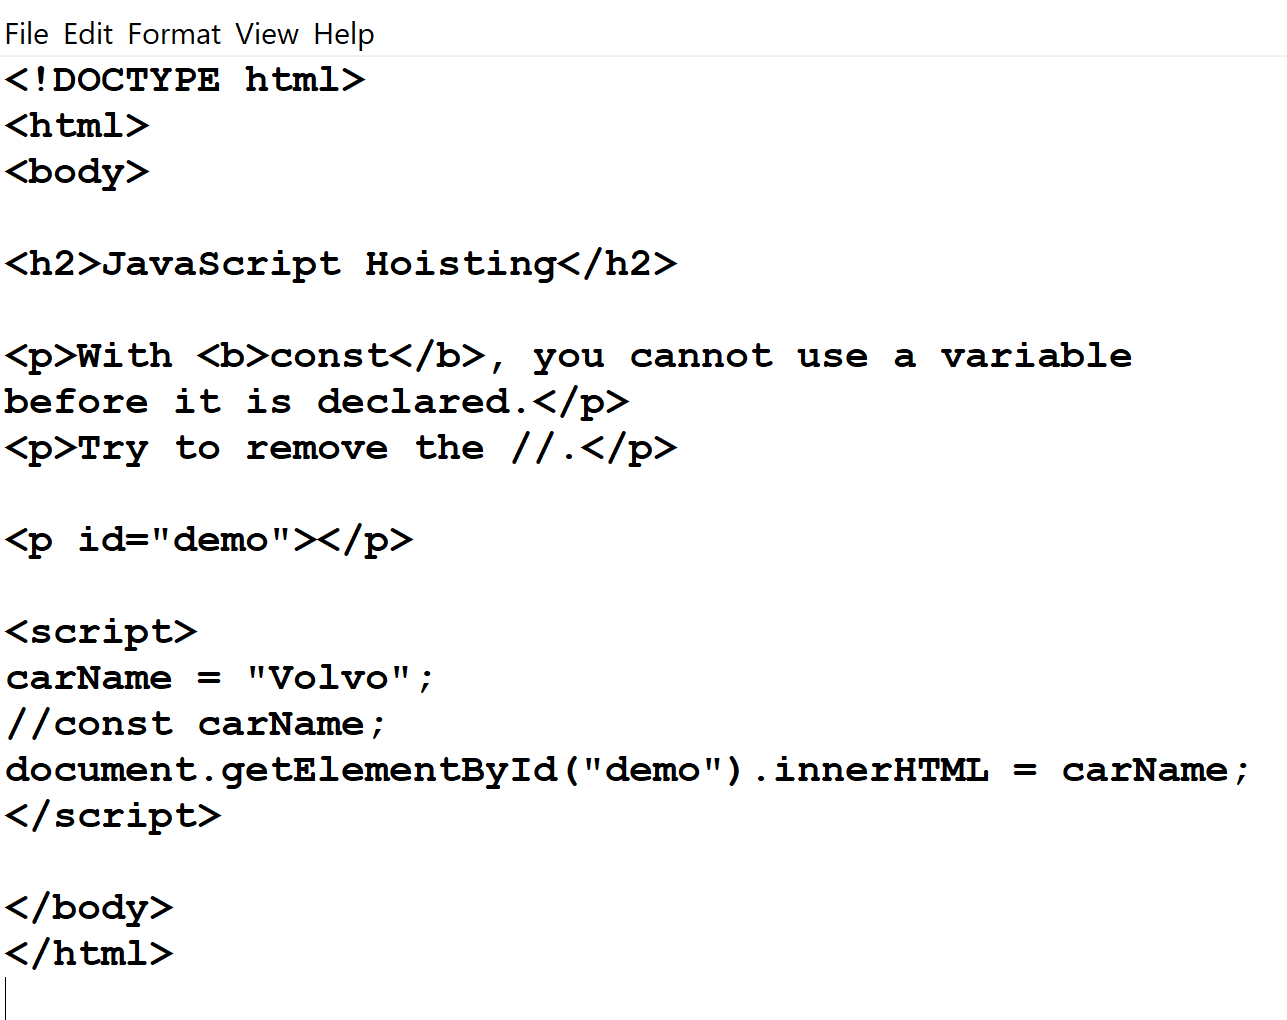 File Edit Format View Help
<!DOCTYPE html>
<html>
<body>
<h2>JavaScript Hoisting</h2>
<p>With <b>const</b>, you cannot use a variable
before it is declared.</p>
<p>Try to remove the //.</p>
<p id="demo"></p>
<script>
carName = "Volvo";
//const carName;
document.getElementById("demo").innerHTML = carName;
</script>
</body>
</html>